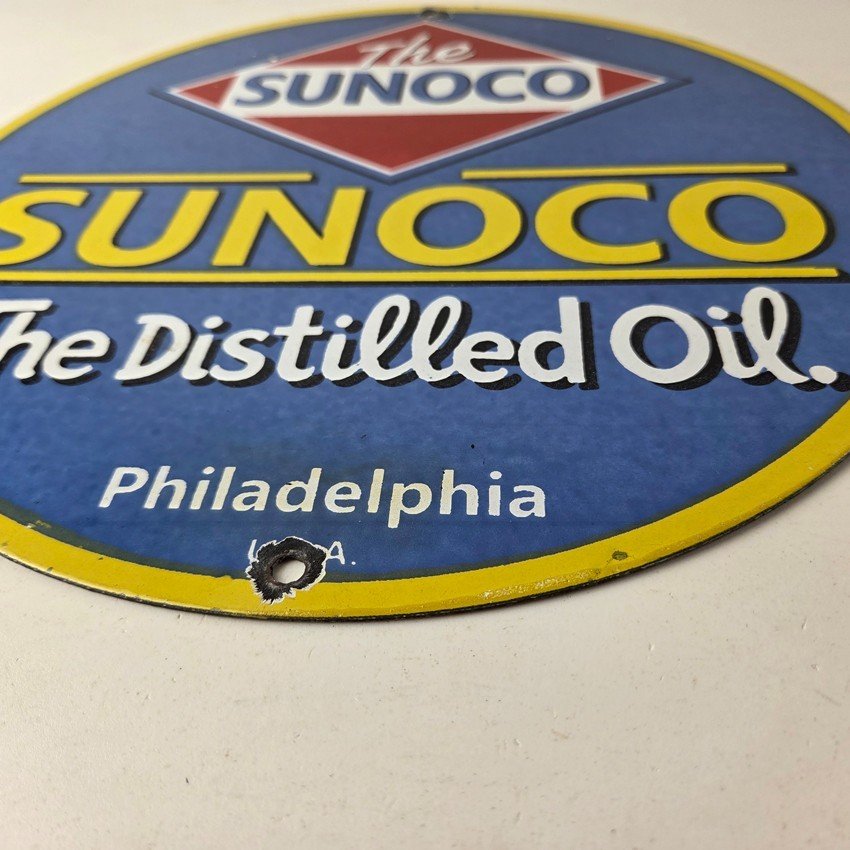 The
SUNOCO
SUNOCO
The Distilled Oil.
Philadelphia